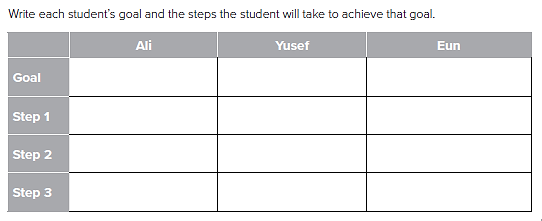 Write each student's goal and the steps the student will take to achieve that goal.
Ali Yusef Eun
Goal
Step 1
Step 2
Step 3